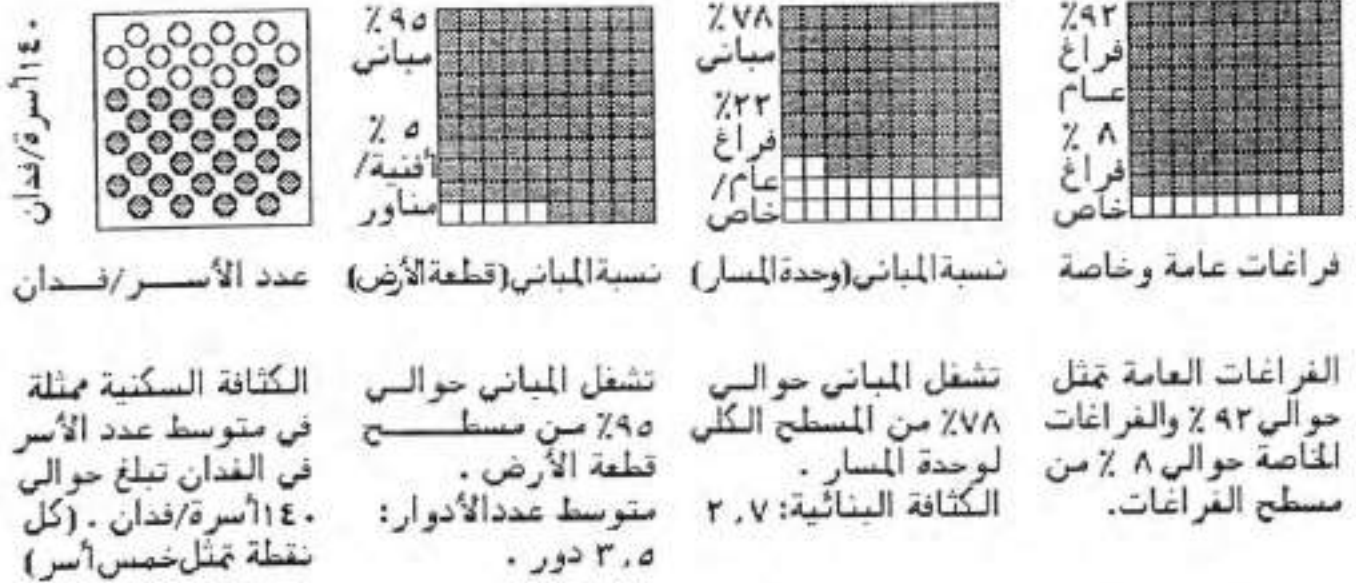 ٩٢٪
فراغ
عام
٨ ٪
فراغ
خاص
فراغات عامة وخاصة
الفراغات العامة تمثل
حوالي ٩٢ ٪ والفراغات
الخاصة حوالي ٨ ٪ من
مسطح الفراغات.
٧٨٪
مباني
٢٢٪
فراغ
عام/
خاص
نسبة المباني (وحدة المسار)
تشغل المباني حوالي
٧٨٪ من المسطح الكلي
لوحدة المسار .
الكثافة البنائية: ٢,٧
٩٥٪
مباني
٥ ٪
أفنية/
مناور
نسبة المباني (قطعة الأرض)
تشغل المباني حوالي
٩٥٪ من مسطح
قطعة الأرض .
متوسط عدد الأدوار:
٣,٥ دور .
١٤٠ أسرة/فدان
عدد الأسر/فدان
الكثافة السكنية ممثلة
في متوسط عدد الأسر
في الفدان تبلغ حوالي
١٤٠ أسرة/فدان . (كل
نقطة تمثل خمس أسر)